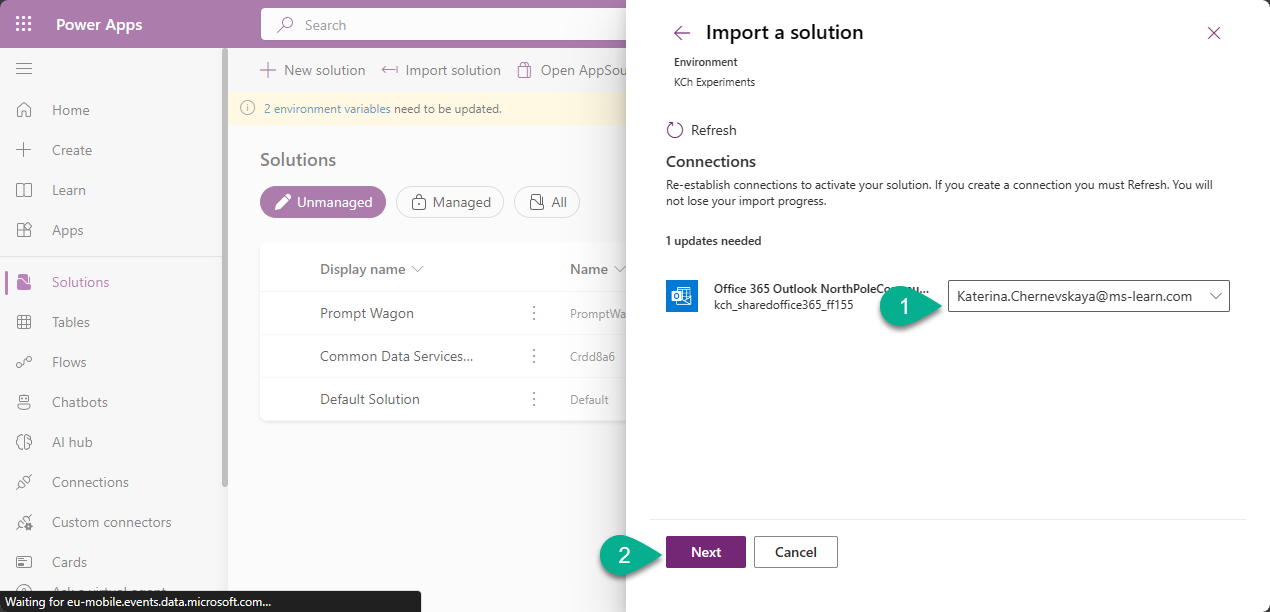 Power Apps
Search
New solution
Import solution
Open AppSou
2 environment variables need to be updated.
Home
Create
Learn
Apps
Solutions
Tables
Flows
Chatbots
AI hub
Connections
Custom connectors
Cards
Ask a virtual agent
Waiting for eu-mobile.events.data.microsoft.com...
Solutions
Unmanaged
Managed
All
Display name
Name
Prompt Wagon
PromptWa
Common Data Services...
Crdd8a6
Default Solution
Default
Import a solution
Environment
KCh Experiments
Refresh
Connections
Re-establish connections to activate your solution. If you create a connection you must Refresh. You will
not lose your import progress.
1 updates needed
Office 365 Outlook NorthPoleCommu...
kch_sharedoffice365_ff155
1
Katerina.Chernevskaya@ms-learn.com
2
Next
Cancel